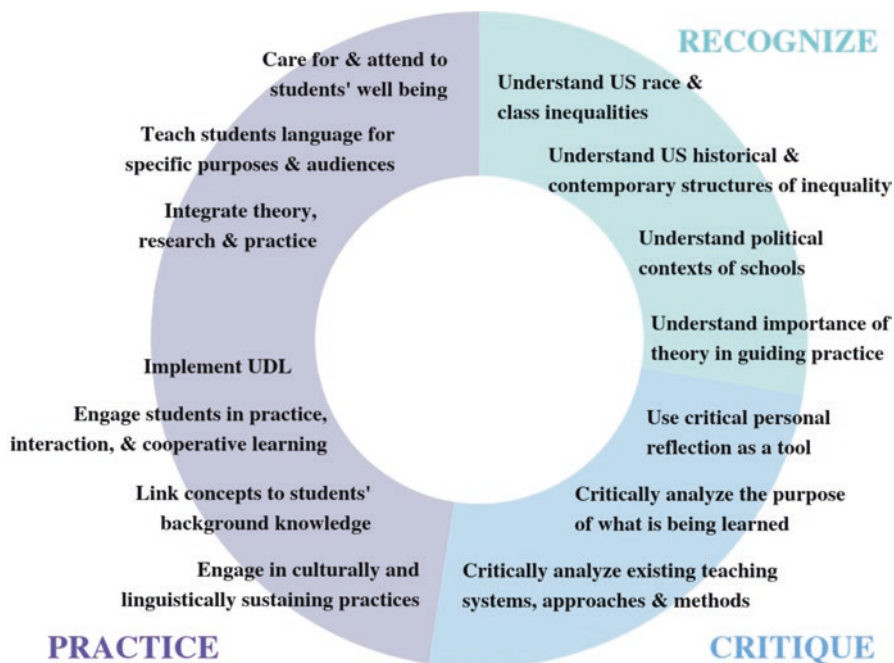 RECOGNIZE
Understand US race &
class inequalities
Understand US historical &
contemporary structures of inequality
Understand political
contexts of schools
Understand importance of
theory in guiding practice
Use critical personal
reflection as a tool
Critically analyze the purpose
of what is being learned
Critically analyze existing teaching
systems, approaches & methods
CRITIQUE
Care for & attend to
students' well being
Teach students language for
specific purposes & audiences
Integrate theory,
research & practice
Implement UDL
Engage students in practice,
interaction, & cooperative learning
Link concepts to students'
background knowledge
Engage in culturally and
linguistically sustaining practices
PRACTICE